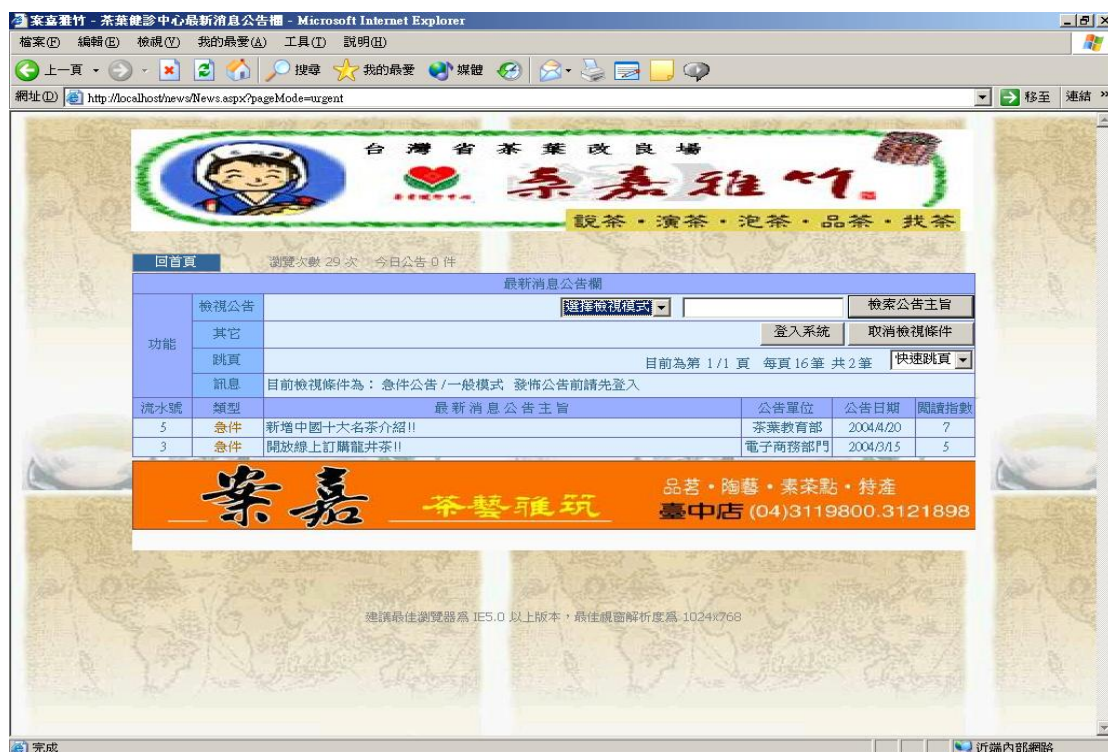 案嘉雅竹 - 茶葉健診中心最新消息公告欄 - Microsoft Internet Explorer
檔案(F) 編輯(E) 檢視(V) 我的最愛(A) 工具(T) 說明(H)
上一頁 搜尋 我的最愛 媒體
網址(D) http://localhost/news/News.aspx?pageMode=urgent 移至 連結 »
台灣省茶葉改良場
案嘉雅竹
說茶・演茶・泡茶・品茶・找茶
回首頁 瀏覽次數 29 次 今日公告 0 件
最新消息公告欄
功能
檢視公告 選擇檢視模式 檢索公告主旨
其它 登入系統 取消檢視條件
跳頁 目前為第 1/1 頁 每頁16筆 共2筆 快速跳頁
訊息 目前檢視條件為： 急件公告 /一般模式 發佈公告前請先登入
流水號 類型 最新消息公告主旨 公告單位 公告日期 閱讀指數
5 急件 新增中國十大名茶介紹!! 茶葉教育部 2004/4/20 7
3 急件 開放線上訂購龍井茶!! 電子商務部門 2004/3/15 5
案嘉 茶藝雅筑
品茗・陶藝・素茶點・特產
臺中店 (04)3119800.3121898
建議最佳瀏覽器為 IE5.0 以上版本，最佳視窗解析度為 1024x768
完成 近端內部網路